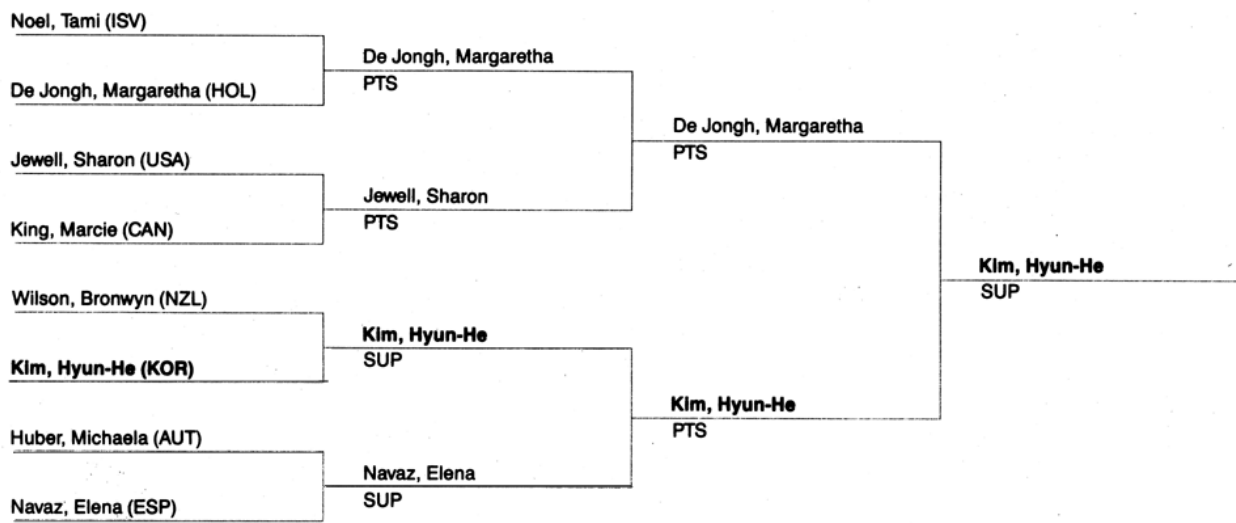 Noel, Tami (ISV)
De Jongh, Margaretha
PTS
De Jongh, Margaretha (HOL)
De Jongh, Margaretha
PTS
Jewell, Sharon (USA)
Jewell, Sharon
PTS
King, Marcie (CAN)
Kim, Hyun-He
SUP
Wilson, Bronwyn (NZL)
Kim, Hyun-He
SUP
Kim, Hyun-He (KOR)
Kim, Hyun-He
PTS
Huber, Michaela (AUT)
Navaz, Elena
SUP
Navaz, Elena (ESP)